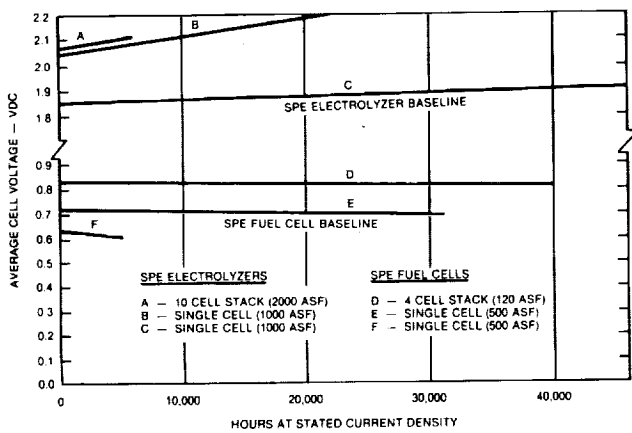 2.2
2.1
2.0
1.9
1.8
0.9
0.8
0.7
0.6
0.5
0.4
0.3
0.2
0.1
0.0
AVERAGE CELL VOLTAGE — VDC
A
B
C
SPE ELECTROLYZER BASELINE
D
E
SPE FUEL CELL BASELINE
F
SPE ELECTROLYZERS
A — 10 CELL STACK (2000 ASF)
B — SINGLE CELL (1000 ASF)
C — SINGLE CELL (1000 ASF)
SPE FUEL CELLS
D — 4 CELL STACK (120 ASF)
E — SINGLE CELL (500 ASF)
F — SINGLE CELL (500 ASF)
0 10,000 20,000 30,000 40,000
HOURS AT STATED CURRENT DENSITY